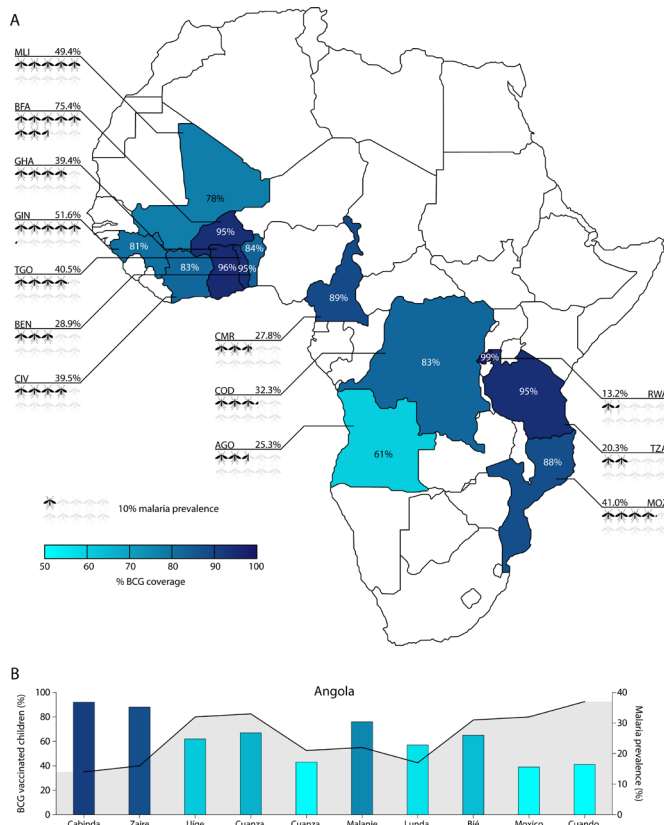 A
MLI 49.4%
BFA 75.4%
GHA 39.4%
GIN 51.6%
TGO 40.5%
BEN 28.9%
CIV 39.5%
78%
95%
81%
84%
83%
96%
95%
89%
CMR 27.8%
COD 32.3%
AGO 25.3%
83%
99%
95%
61%
88%
13.2% RWA
20.3% TZA
41.0% MOZ
10% malaria prevalence
50 60 70 80 90 100
% BCG coverage
B
Angola
BCG vaccinated children (%)
100
80
60
40
20
0
Malaria prevalence (%)
40
30
20
10
0
Cabinda Zaire Uíge Cuanza Cuanza Malanje Lunda Bié Moxico Cuando